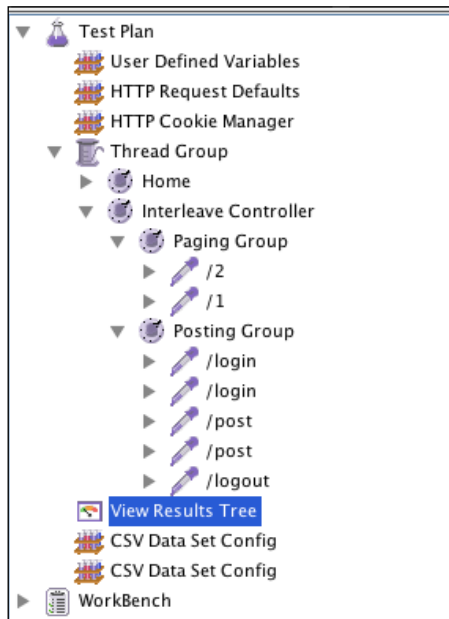 Test Plan
User Defined Variables
HTTP Request Defaults
HTTP Cookie Manager
Thread Group
Home
Interleave Controller
Paging Group
/2
/1
Posting Group
/login
/login
/post
/post
/logout
View Results Tree
CSV Data Set Config
CSV Data Set Config
WorkBench